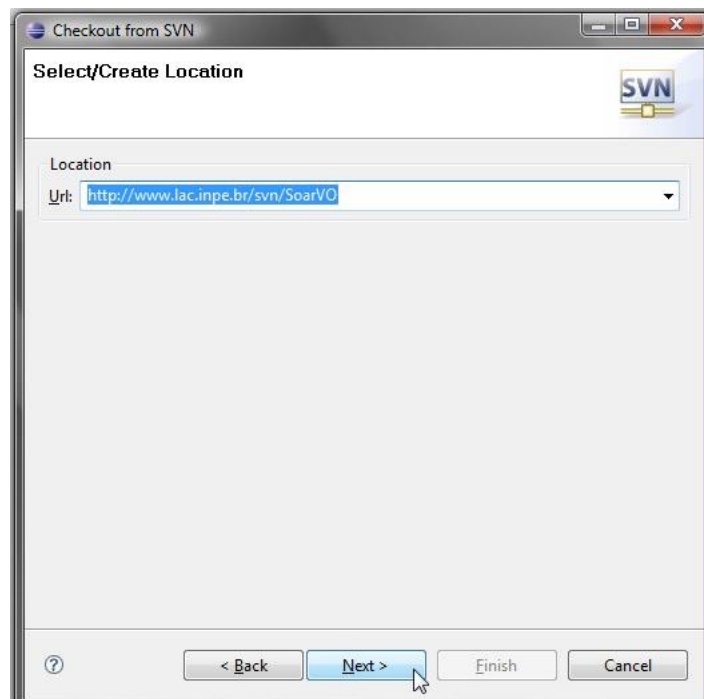 Checkout from SVN
Select/Create Location
SVN
Location
Url: http://www.lac.inpe.br/svn/SoarVO
< Back Next > Finish Cancel